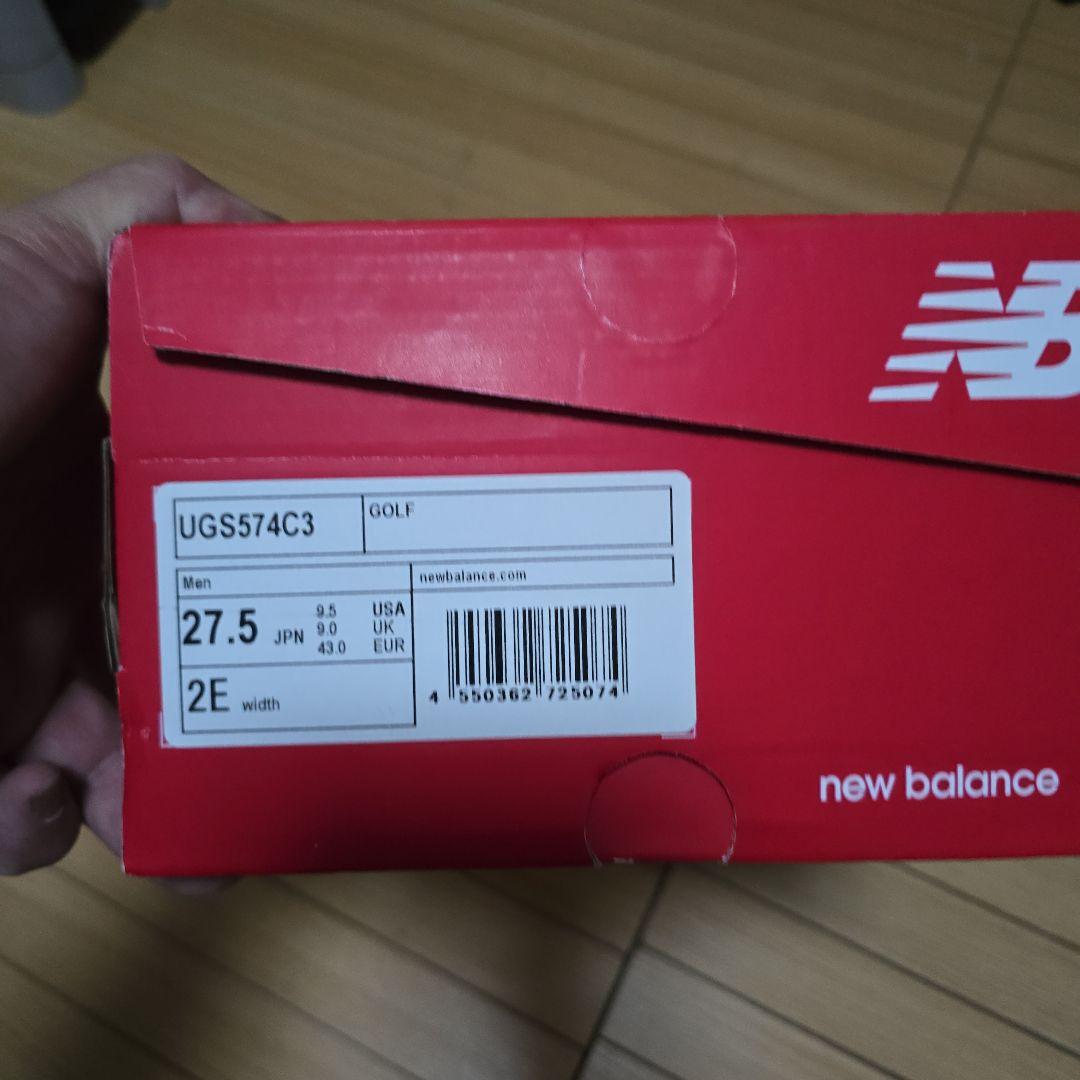 NB
UGS574C3
GOLF
Men
newbalance.com
27.5 JPN
9.5 USA
9.0 UK
43.0 EUR
2E width
4 550362 725074
new balance